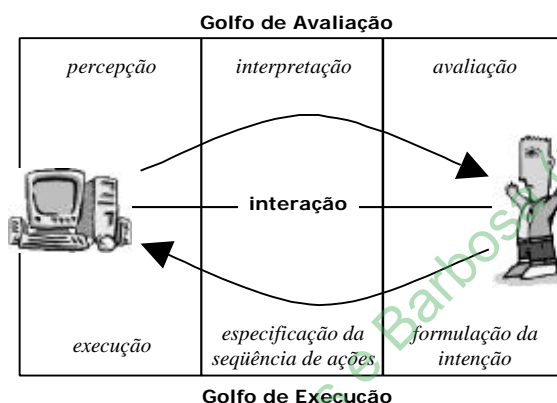 Golfo de Avaliação
percepção interpretação avaliação
interação
execução especificação da seqüência de ações formulação da intenção
Golfo de Execução
s e Barbosa